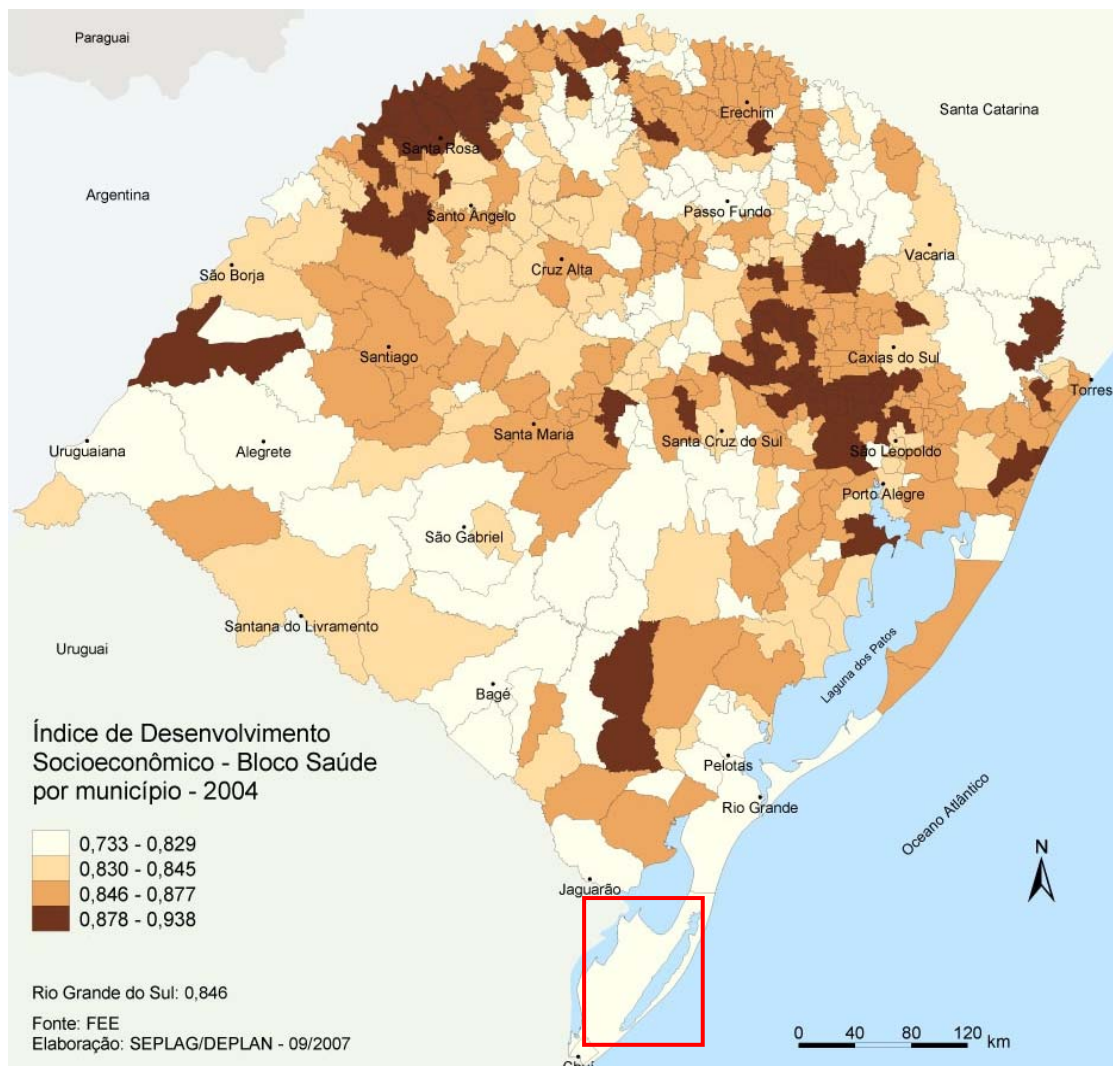 Paraguai
Santa Catarina
Erechim
Santa Rosa
Argentina
Santo Ângelo
Passo Fundo
Vacaria
São Borja
Cruz Alta
Santiago
Caxias do Sul
Torres
Uruguaiana
Alegrete
Santa Maria
Santa Cruz do Sul
São Leopoldo
Porto Alegre
São Gabriel
Santana do Livramento
Uruguai
Laguna dos Patos
Bagé
Índice de Desenvolvimento
Socioeconômico - Bloco Saúde
por município - 2004
Pelotas
Rio Grande
Oceano Atlântico
0,733 - 0,829
0,830 - 0,845
0,846 - 0,877
0,878 - 0,938
N
Jaguarão
Rio Grande do Sul: 0,846
Fonte: FEE
Elaboração: SEPLAG/DEPLAN - 09/2007
0 40 80 120 km